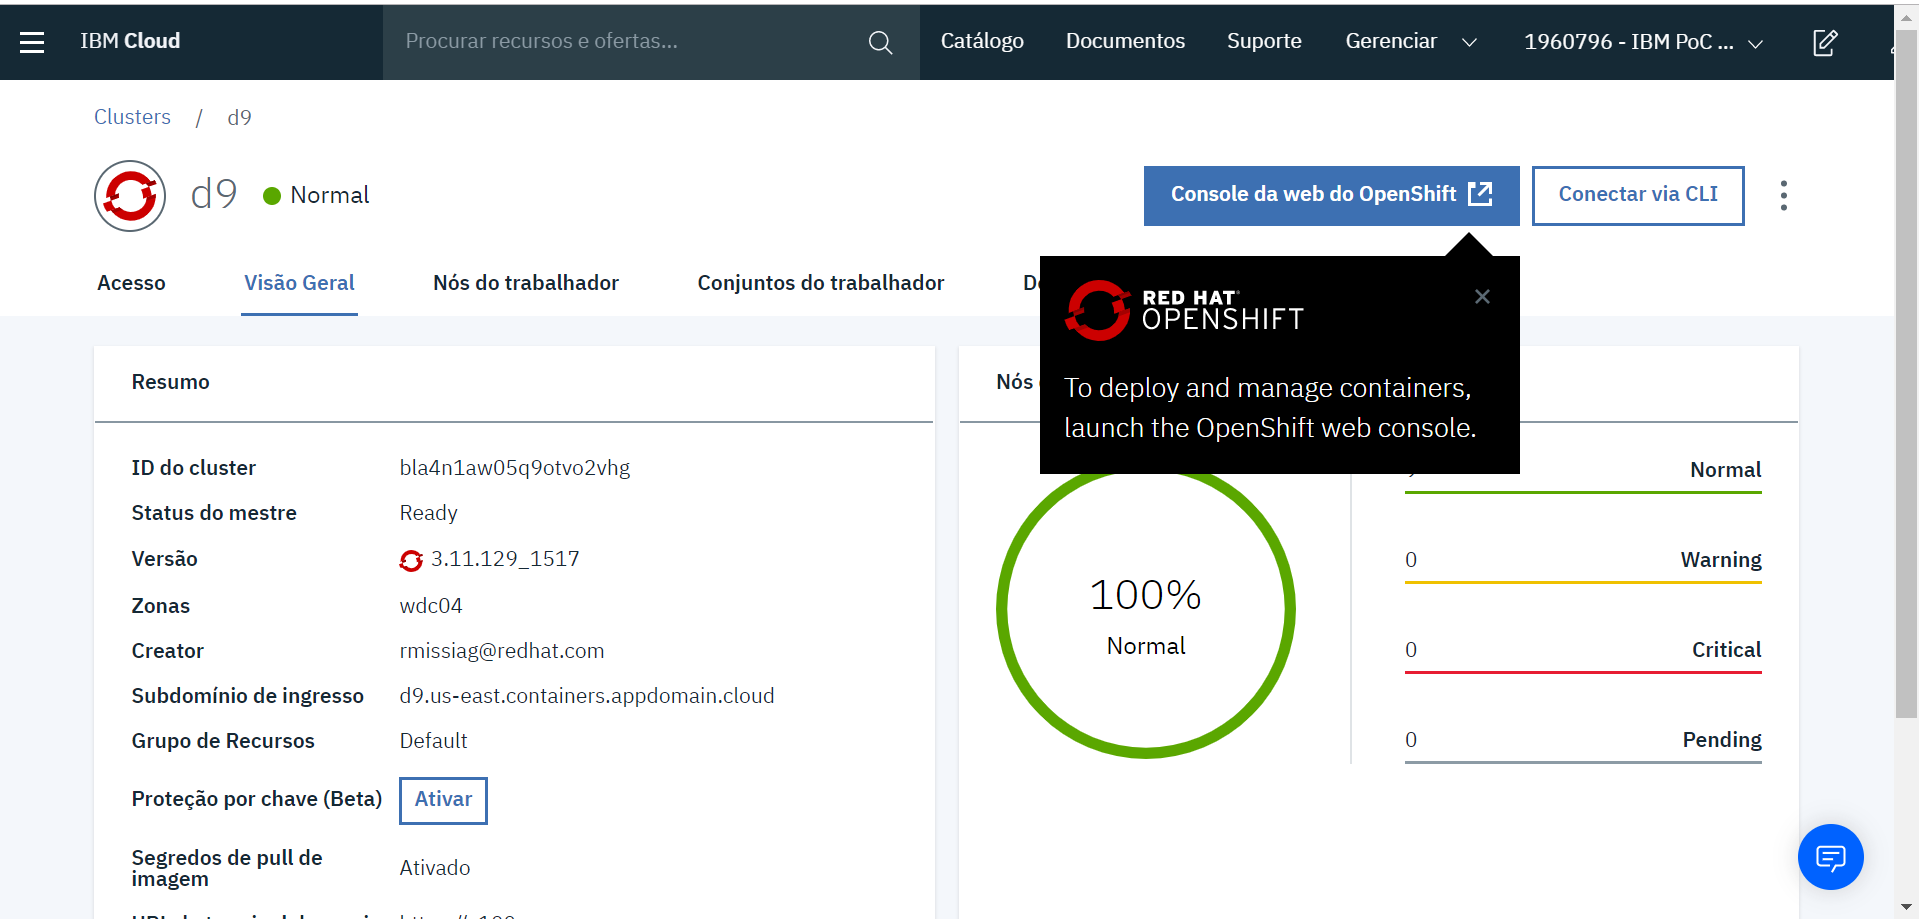 IBM Cloud
Procurar recursos e ofertas...
Catálogo
Documentos
Suporte
Gerenciar
1960796 - IBM PoC ...
Clusters / d9
d9
Normal
Console da web do OpenShift
Conectar via CLI
Acesso
Visão Geral
Nós do trabalhador
Conjuntos do trabalhador
RED HAT®
OPENSHIFT
To deploy and manage containers,
launch the OpenShift web console.
Resumo
ID do cluster bla4n1aw05q9otvo2vhg
Status do mestre Ready
Versão 3.11.129_1517
Zonas wdc04
Creator rmissiag@redhat.com
Subdomínio de ingresso d9.us-east.containers.appdomain.cloud
Grupo de Recursos Default
Proteção por chave (Beta) Ativar
Segredos de pull de
imagem
Ativado
Nós
100%
Normal
Normal
0 Warning
0 Critical
0 Pending